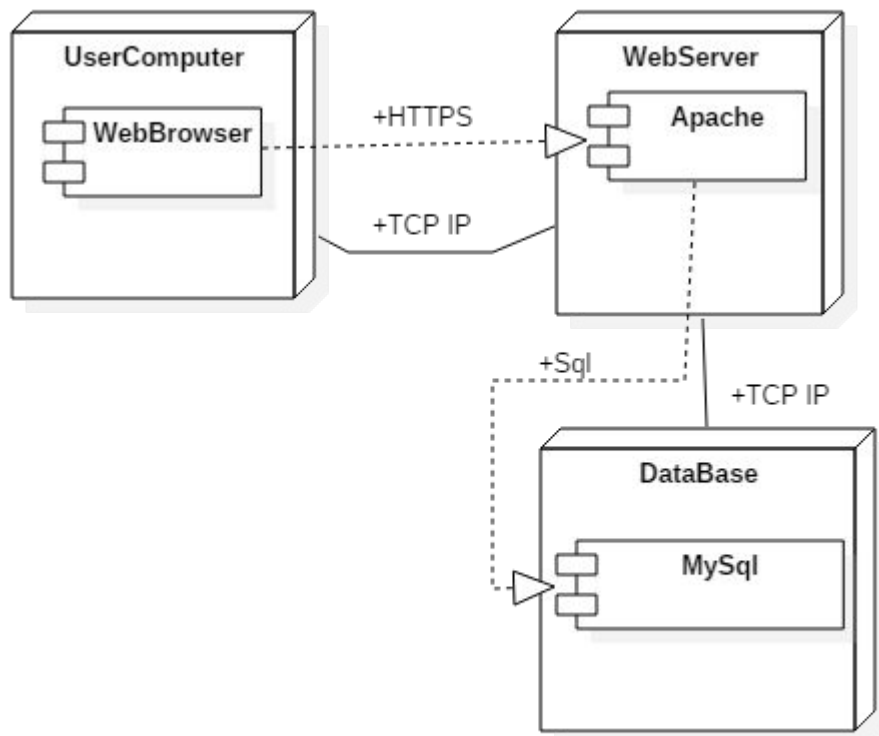 UserComputer
WebServer
WebBrowser
+HTTPS
Apache
+TCP IP
+Sql
+TCP IP
DataBase
MySql